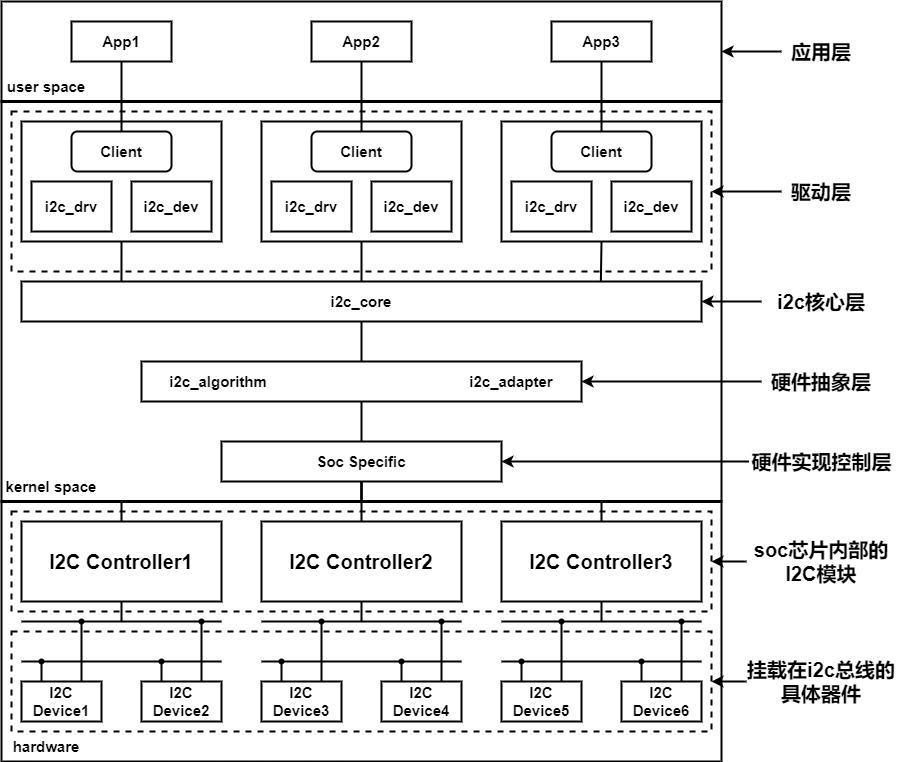 App1
App2
App3
应用层
user space
Client
Client
Client
驱动层
i2c_drv
i2c_dev
i2c_drv
i2c_dev
i2c_drv
i2c_dev
i2c_core
i2c核心层
i2c_algorithm
i2c_adapter
硬件抽象层
Soc Specific
硬件实现控制层
kernel space
I2C Controller1
I2C Controller2
I2C Controller3
soc芯片内部的
I2C模块
I2C
Device1
I2C
Device2
I2C
Device3
I2C
Device4
I2C
Device5
I2C
Device6
挂载在i2c总线的
具体器件
hardware